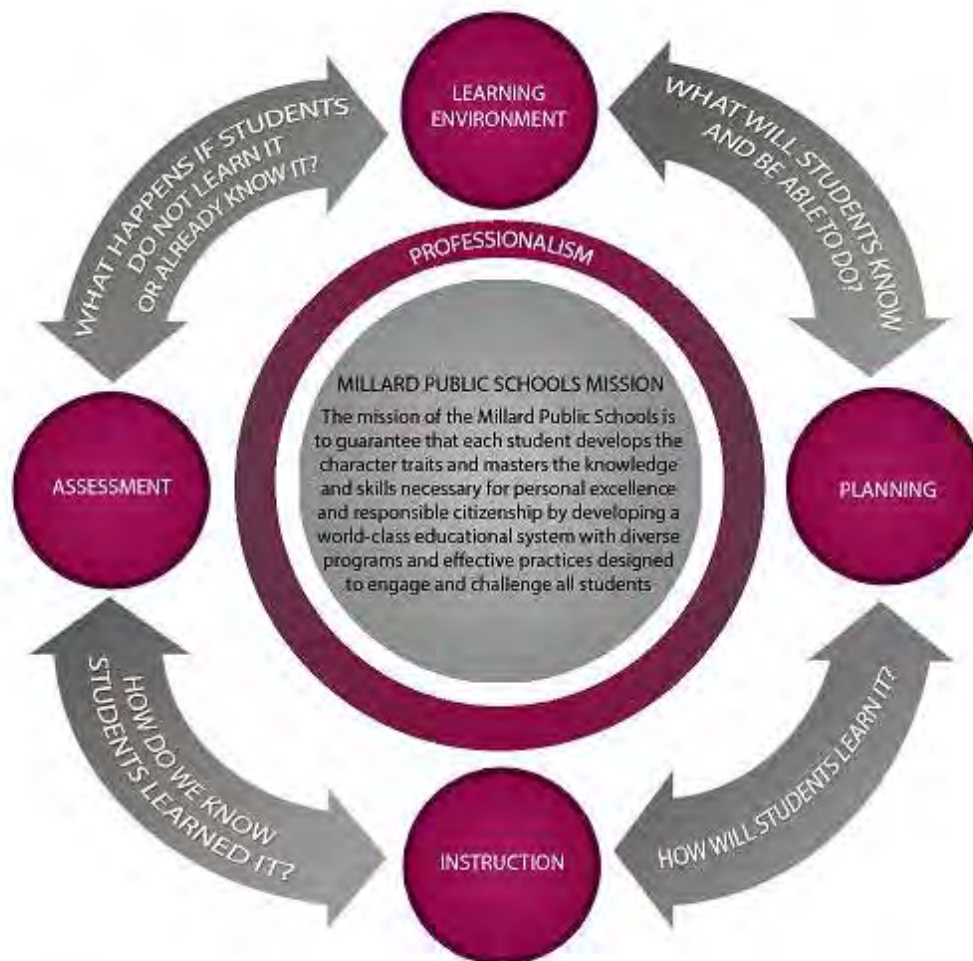 LEARNING
ENVIRONMENT
WHAT WILL STUDENTS KNOW
AND BE ABLE TO DO?
PLANNING
HOW WILL STUDENTS LEARN IT?
INSTRUCTION
HOW DO WE KNOW
STUDENTS LEARNED IT?
ASSESSMENT
WHAT HAPPENS IF STUDENTS
DO NOT LEARN IT
OR ALREADY KNOW IT?
PROFESSIONALISM
MILLARD PUBLIC SCHOOLS MISSION
The mission of the Millard Public Schools is
to guarantee that each student develops the
character traits and masters the knowledge
and skills necessary for personal excellence
and responsible citizenship by developing a
world-class educational system with diverse
programs and effective practices designed
to engage and challenge all students